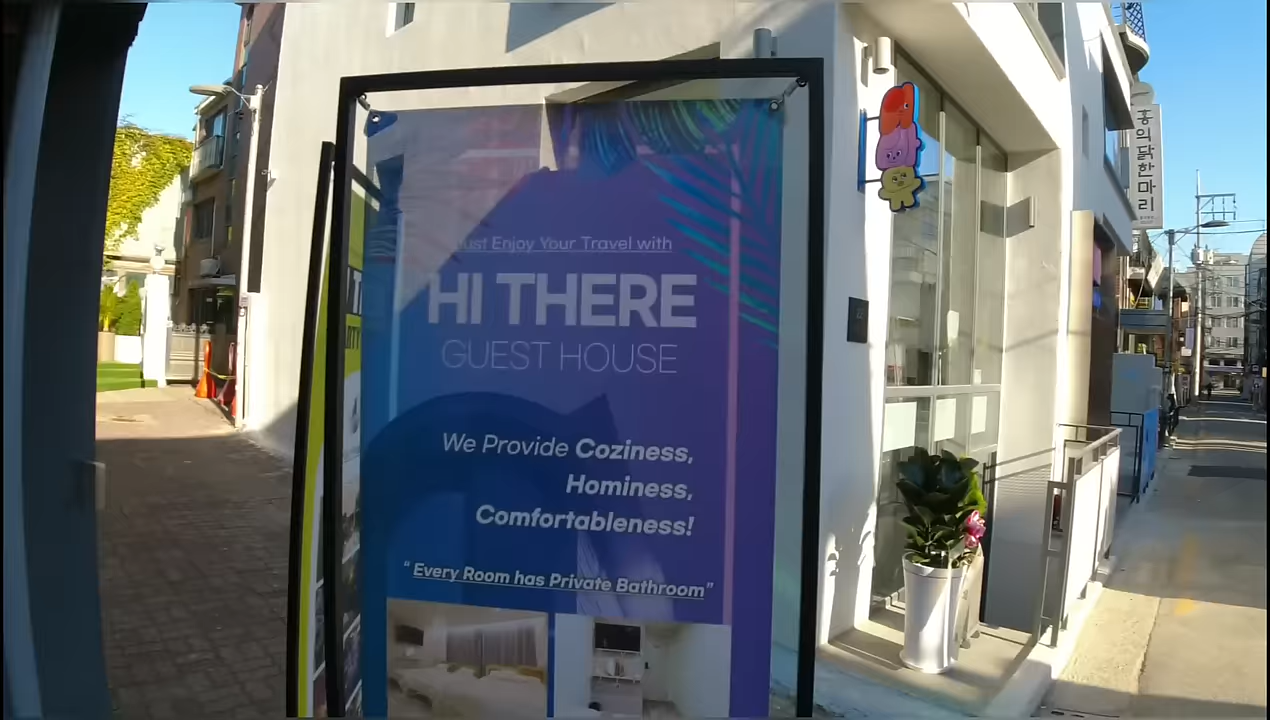 Just Enjoy Your Travel with
HI THERE
GUEST HOUSE
We Provide Coziness,
Hominess,
Comfortableness!
“Every Room has Private Bathroom”
홍의닭한마리